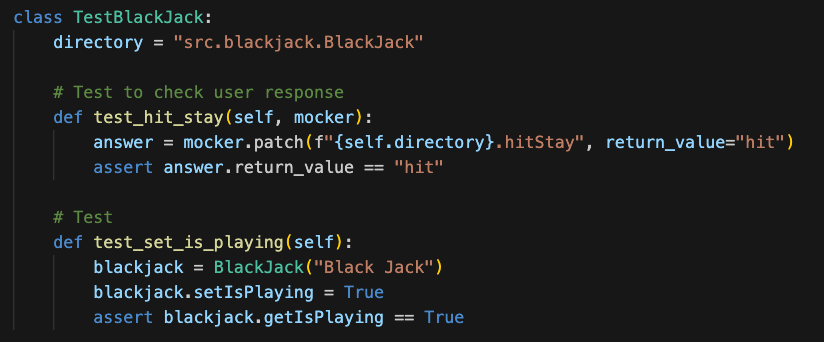 class TestBlackJack:
    directory = "src.blackjack.BlackJack"

    # Test to check user response
    def test_hit_stay(self, mocker):
        answer = mocker.patch(f"{self.directory}.hitStay", return_value="hit")
        assert answer.return_value == "hit"

    # Test
    def test_set_is_playing(self):
        blackjack = BlackJack("Black Jack")
        blackjack.setIsPlaying = True
        assert blackjack.getIsPlaying == True